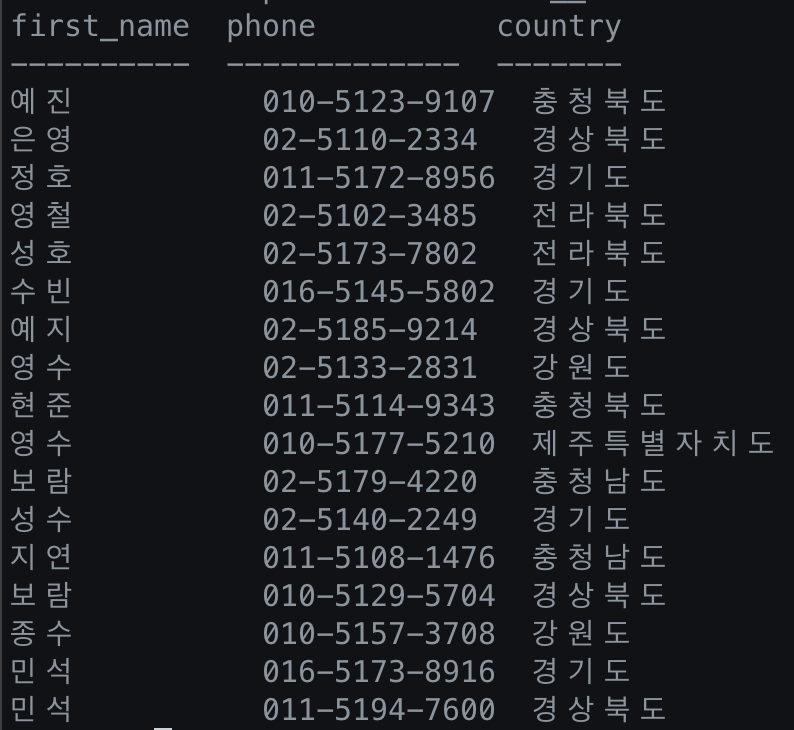 first_name phone country
---------- ------------- -------
예진 010-5123-9107 충청북도
은영 02-5110-2334 경상북도
정호 011-5172-8956 경기도
영철 02-5102-3485 전라북도
성호 02-5173-7802 전라북도
수빈 016-5145-5802 경기도
예지 02-5185-9214 경상북도
영수 02-5133-2831 강원도
현준 011-5114-9343 충청북도
영수 010-5177-5210 제주특별자치도
보람 02-5179-4220 충청남도
성수 02-5140-2249 경기도
지연 011-5108-1476 충청남도
보람 010-5129-5704 경상북도
종수 010-5157-3708 강원도
민석 016-5173-8916 경기도
민석 011-5194-7600 경상북도